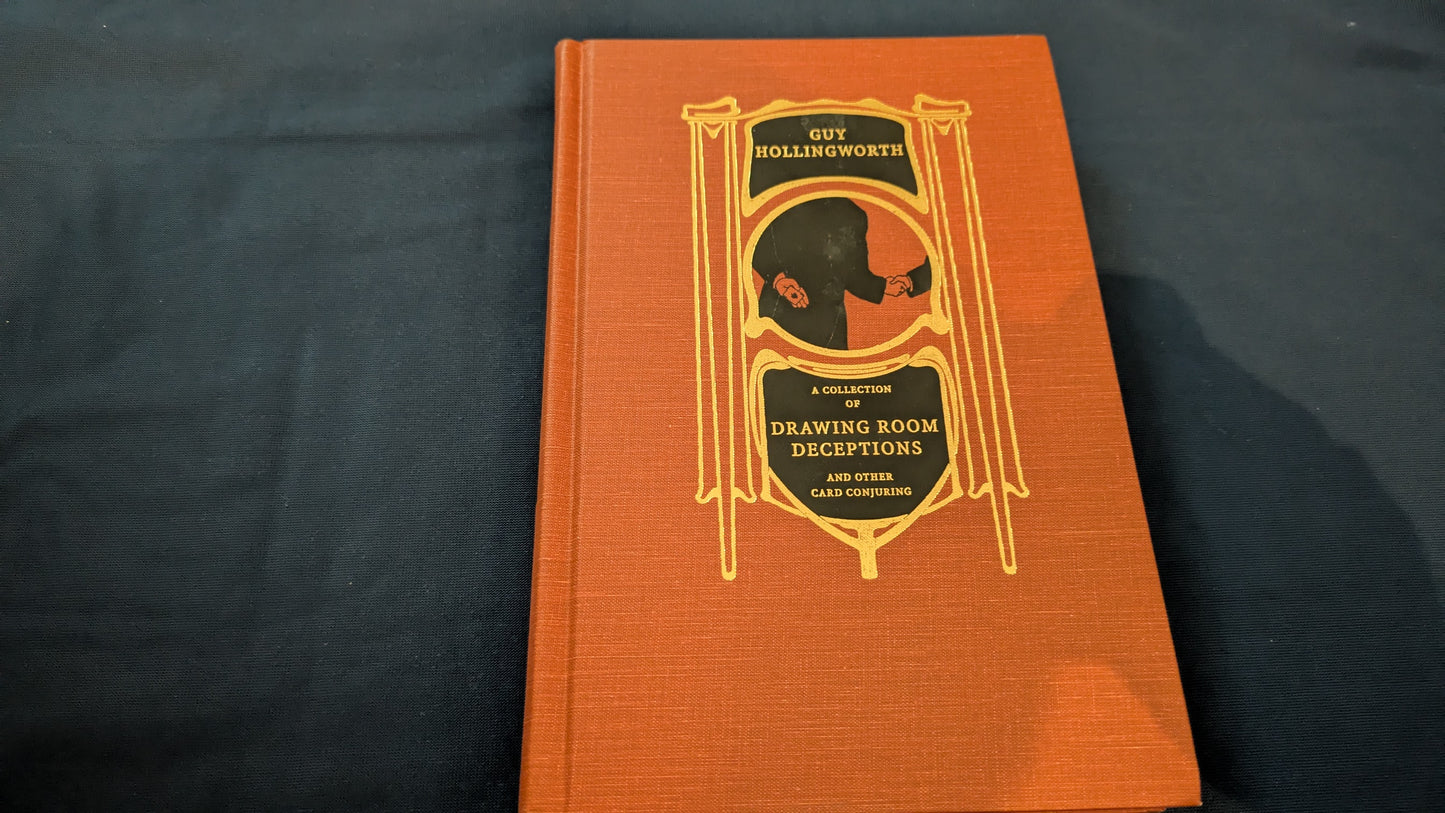 GUY
HOLLINGWORTH
A COLLECTION
OF
DRAWING ROOM
DECEPTIONS
AND OTHER
CARD CONJURING